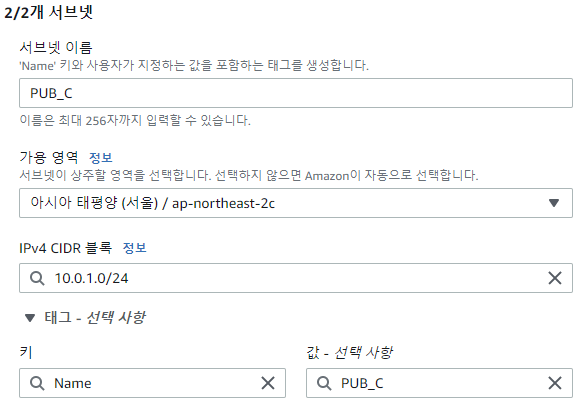 2/2개 서브넷
서브넷 이름
'Name' 키와 사용자가 지정하는 값을 포함하는 태그를 생성합니다.
PUB_C
이름은 최대 256자까지 입력할 수 있습니다.
가용 영역 정보
서브넷이 상주할 영역을 선택합니다. 선택하지 않으면 Amazon이 자동으로 선택합니다.
아시아 태평양 (서울) / ap-northeast-2c
IPv4 CIDR 블록 정보
10.0.1.0/24
태그 - 선택 사항
키 값 - 선택 사항
Name PUB_C